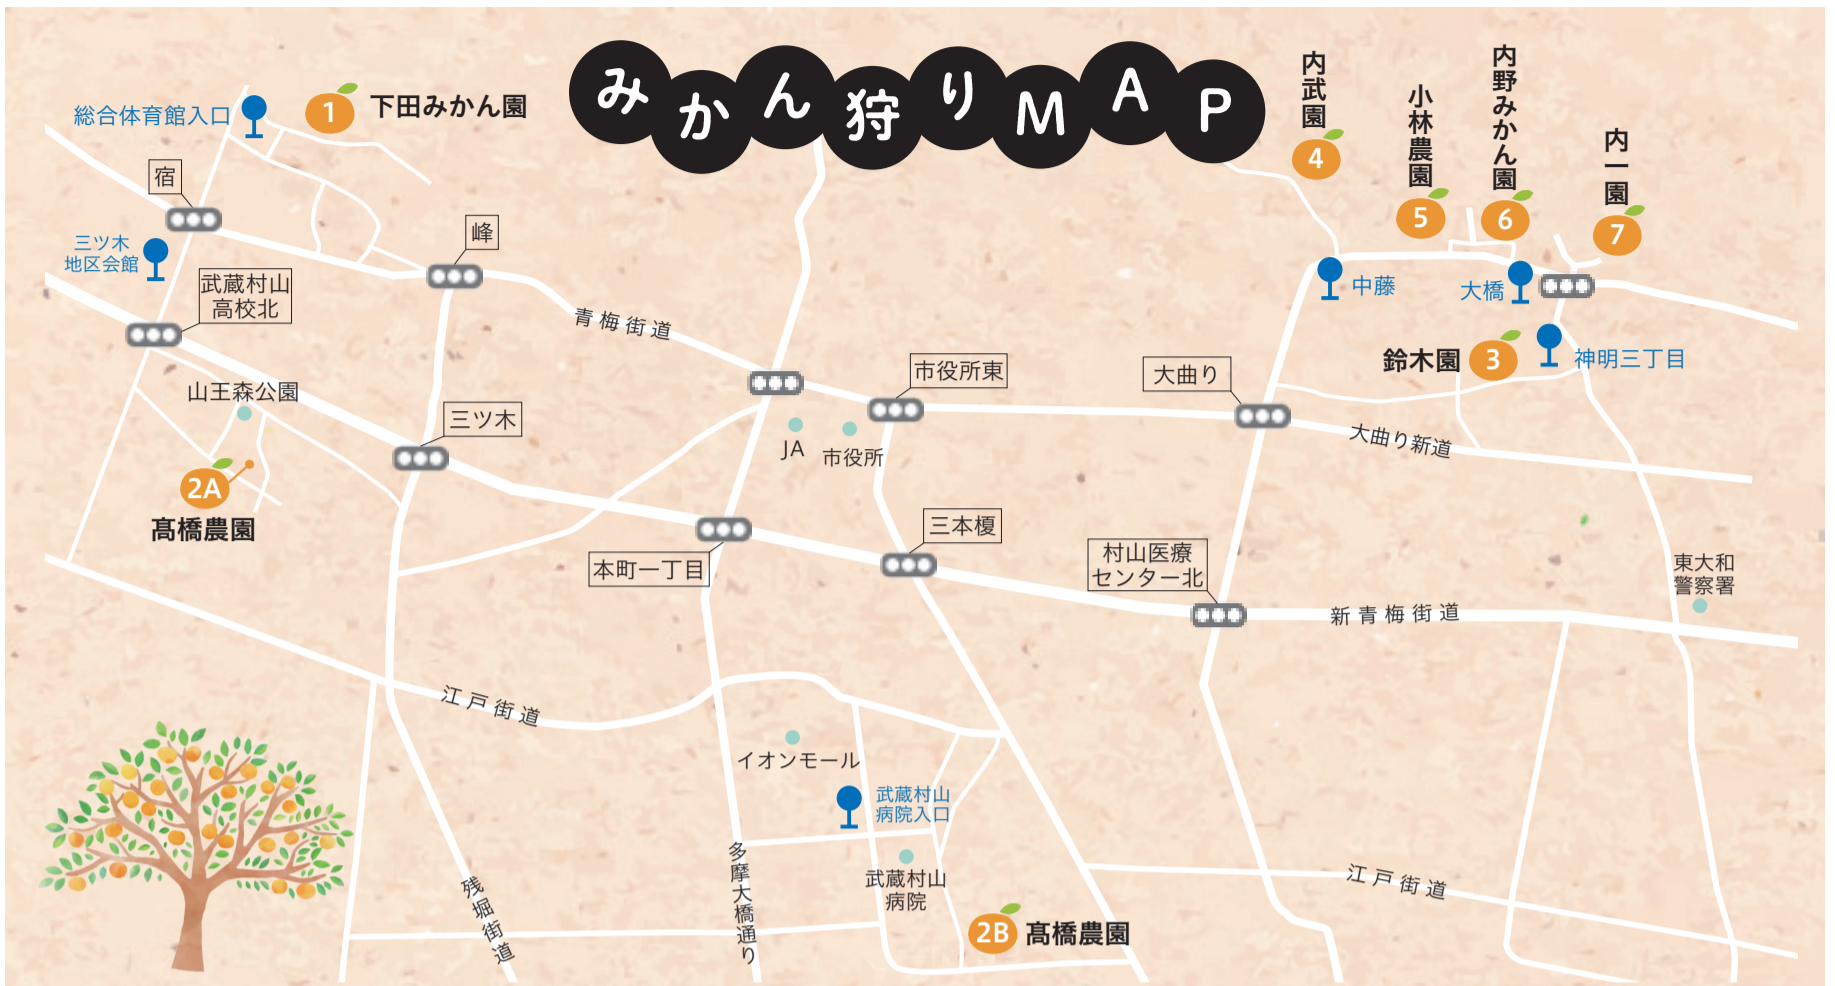 みかん狩りMAP
総合体育館入口
1
下田みかん園
宿
三ツ木
地区会館
武蔵村山
高校北
峰
青梅街道
山王森公園
三ツ木
2A
髙橋農園
JA
市役所
市役所東
大曲り
本町一丁目
三本榎
村山医療
センター北
内武園
4
小林農園
5
内野みかん園
6
内一園
7
中藤
大橋
鈴木園
3
神明三丁目
大曲り新道
東大和
警察署
新青梅街道
江戸街道
イオンモール
武蔵村山
病院入口
武蔵村山
病院
残堀街道
多摩大橋通り
2B
髙橋農園
江戸街道